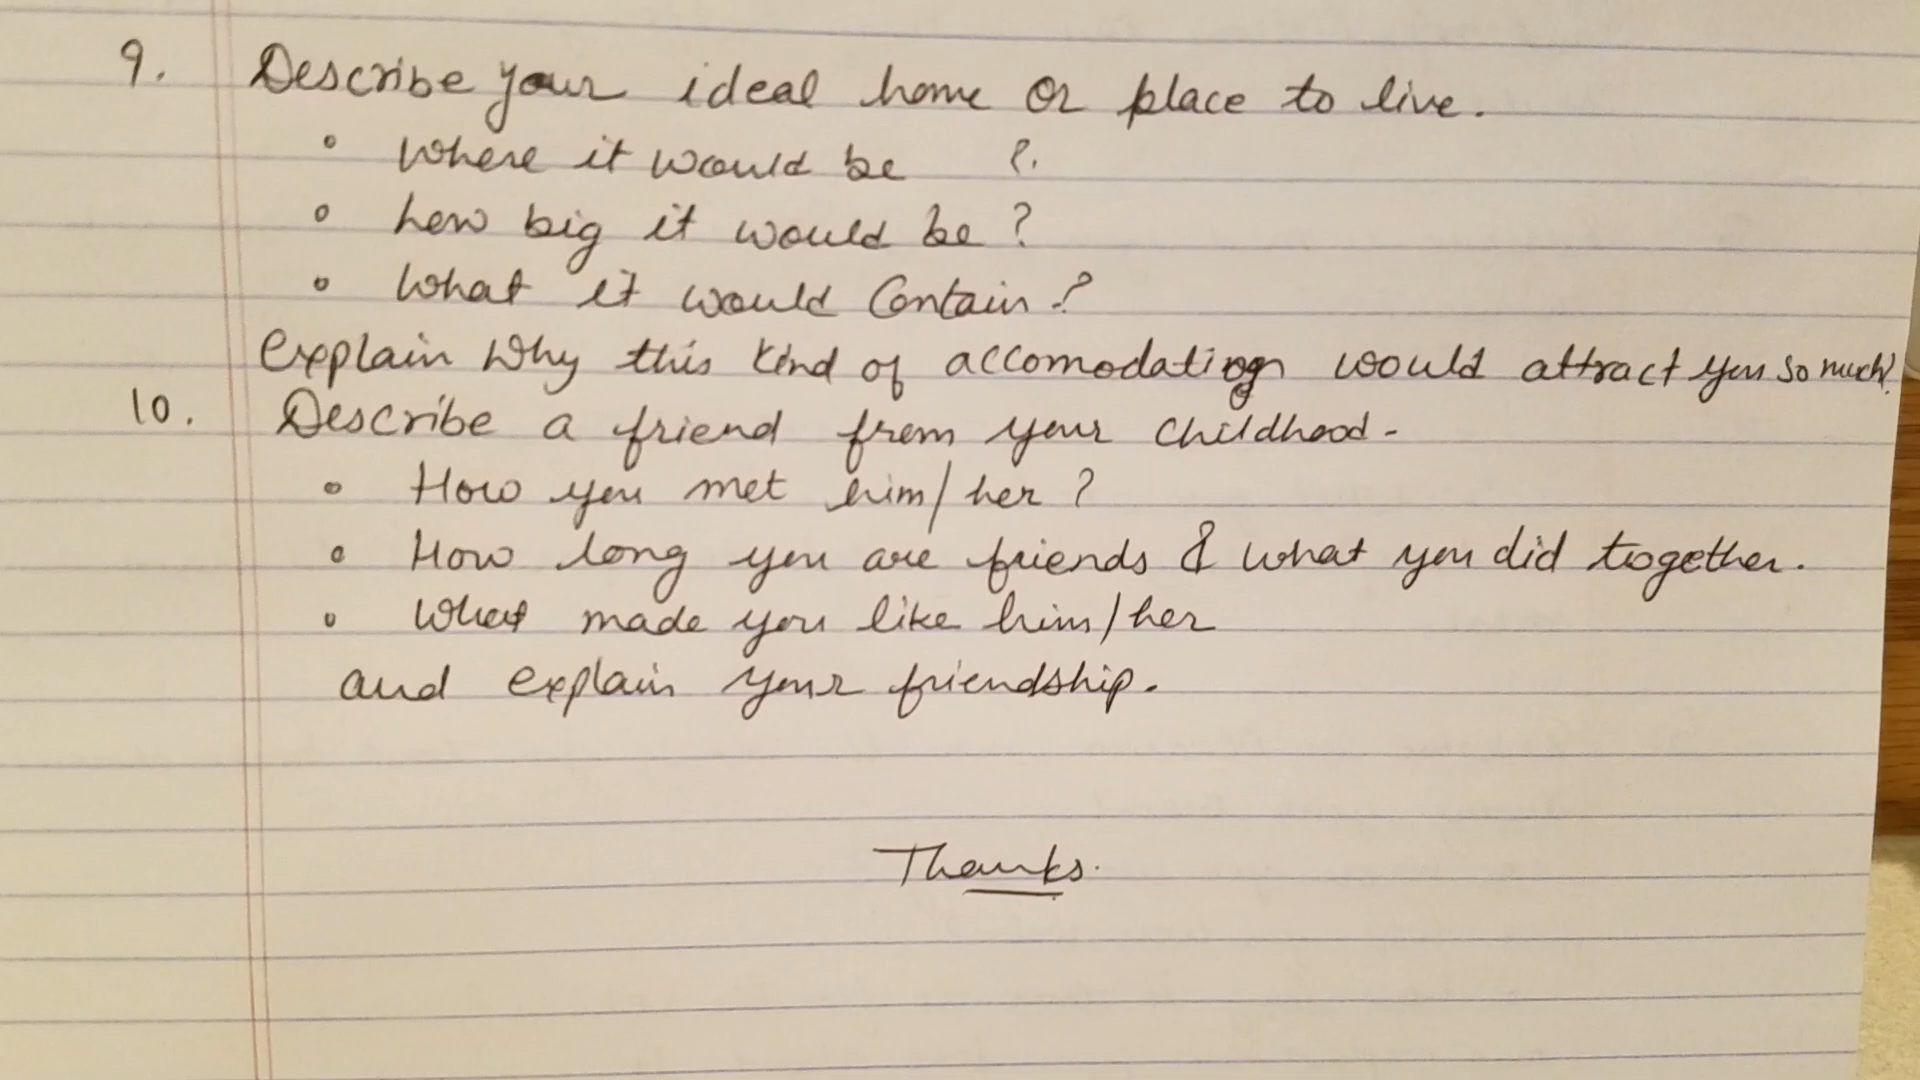 9. Describe your ideal home or place to live.
• Where it would be ?.
• how big it would be ?
• What it would Contain ?
explain why this kind of accomodation would attract you so much?
10. Describe a friend from your childhood-
• How you met him/her ?
• How long you are friends & what you did together.
• What made you like him/her
and explain your friendship.
Thanks.